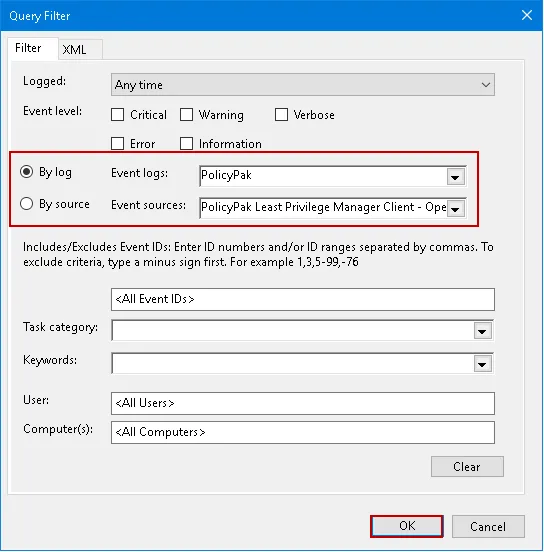 Query Filter
Filter XML
Logged: Any time
Event level: Critical Warning Verbose
Error Information
By log Event logs: PolicyPak
By source Event sources: PolicyPak Least Privilege Manager Client - Ope
Includes/Excludes Event IDs: Enter ID numbers and/or ID ranges separated by commas. To
exclude criteria, type a minus sign first. For example 1,3,5-99,-76
<All Event IDs>
Task category:
Keywords:
User: <All Users>
Computer(s): <All Computers>
Clear
OK Cancel